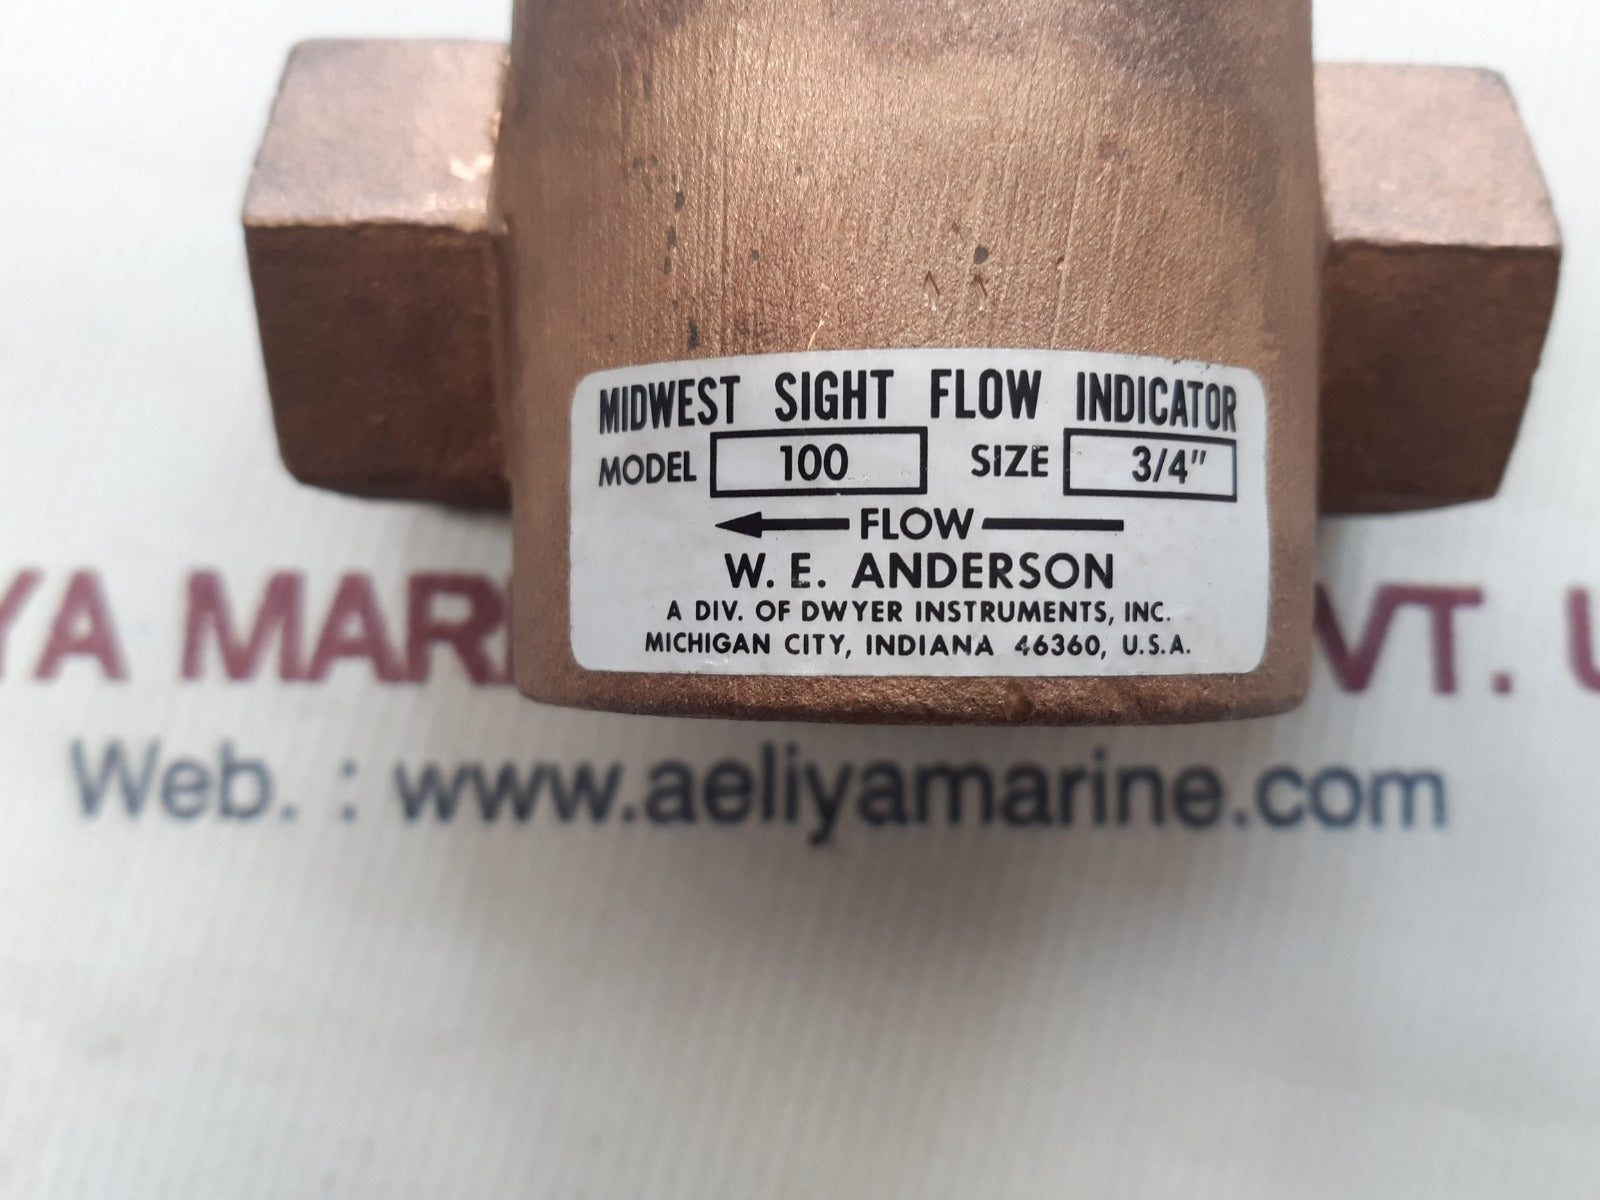 MIDWEST SIGHT FLOW INDICATOR
MODEL 100 SIZE 3/4"
FLOW
W. E. ANDERSON
A DIV. OF DWYER INSTRUMENTS, INC.
MICHIGAN CITY, INDIANA 46360, U.S.A.
Web. : www.aeliyamarine.com